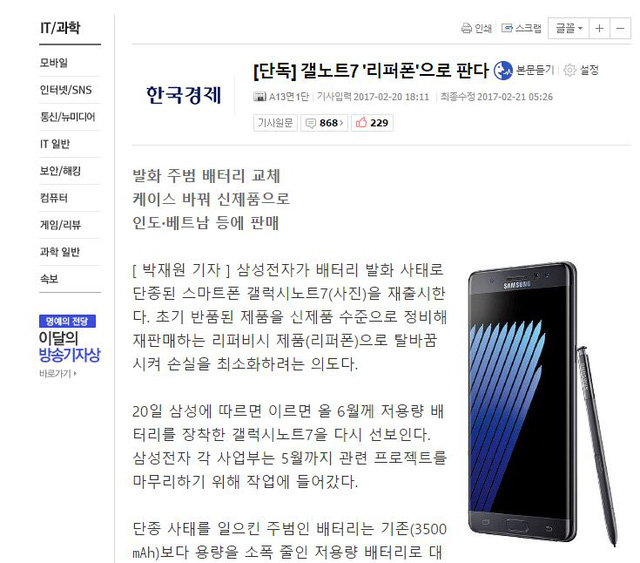 IT/과학
모바일
인터넷/SNS
통신/뉴미디어
IT 일반
보안/해킹
컴퓨터
게임/리뷰
과학 일반
속보
명예의 전당
이달의
방송기자상
바로가기
인쇄 스크랩 글꼴 + -
한국경제
[단독] 갤노트7 '리퍼폰'으로 판다 본문듣기 설정
A13면1단 기사입력 2017-02-20 18:11 최종수정 2017-02-21 05:26
기사원문 868 229
발화 주범 배터리 교체
케이스 바꿔 신제품으로
인도·베트남 등에 판매
[ 박재원 기자 ] 삼성전자가 배터리 발화 사태로
단종된 스마트폰 갤럭시노트7(사진)을 재출시한
다. 초기 반품된 제품을 신제품 수준으로 정비해
재판매하는 리퍼비시 제품(리퍼폰)으로 탈바꿈
시켜 손실을 최소화하려는 의도다.
20일 삼성에 따르면 이르면 올 6월께 저용량 배
터리를 장착한 갤럭시노트7을 다시 선보인다.
삼성전자 각 사업부는 5월까지 관련 프로젝트를
마무리하기 위해 작업에 들어갔다.
단종 사태를 일으킨 주범인 배터리는 기존(3500
mAh)보다 용량을 소폭 줄인 저용량 배터리로 대
SAMSUNG